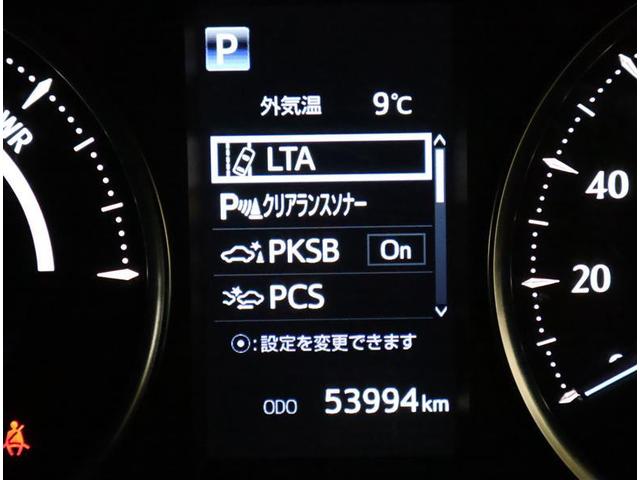 P
外気温 9℃
WR
LTA
P クリアランスソナー
40
PKSB On
20
PCS
:設定を変更できます
ODO 53994km